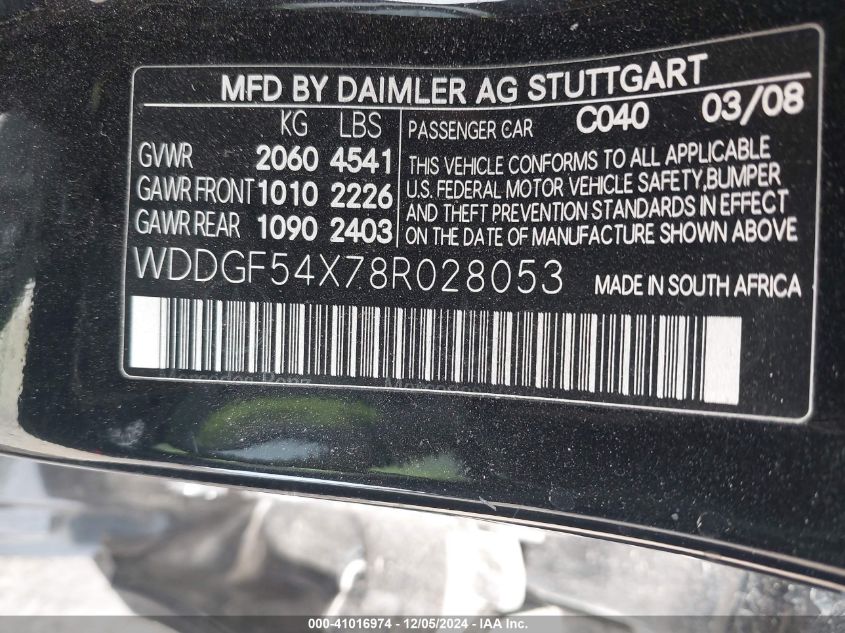 MFD BY DAIMLER AG STUTTGART
KG LBS
GVWR 2060 4541
GAWR FRONT 1010 2226
GAWR REAR 1090 2403
PASSENGER CAR C040 03/08
THIS VEHICLE CONFORMS TO ALL APPLICABLE
U.S. FEDERAL MOTOR VEHICLE SAFETY,BUMPER
AND THEFT PREVENTION STANDARDS IN EFFECT
ON THE DATE OF MANUFACTURING SHOWN ABOVE
WDDGF54X78R028053 MADE IN SOUTH AFRICA
000-41016974 - 12/05/2024 - IAA Inc.